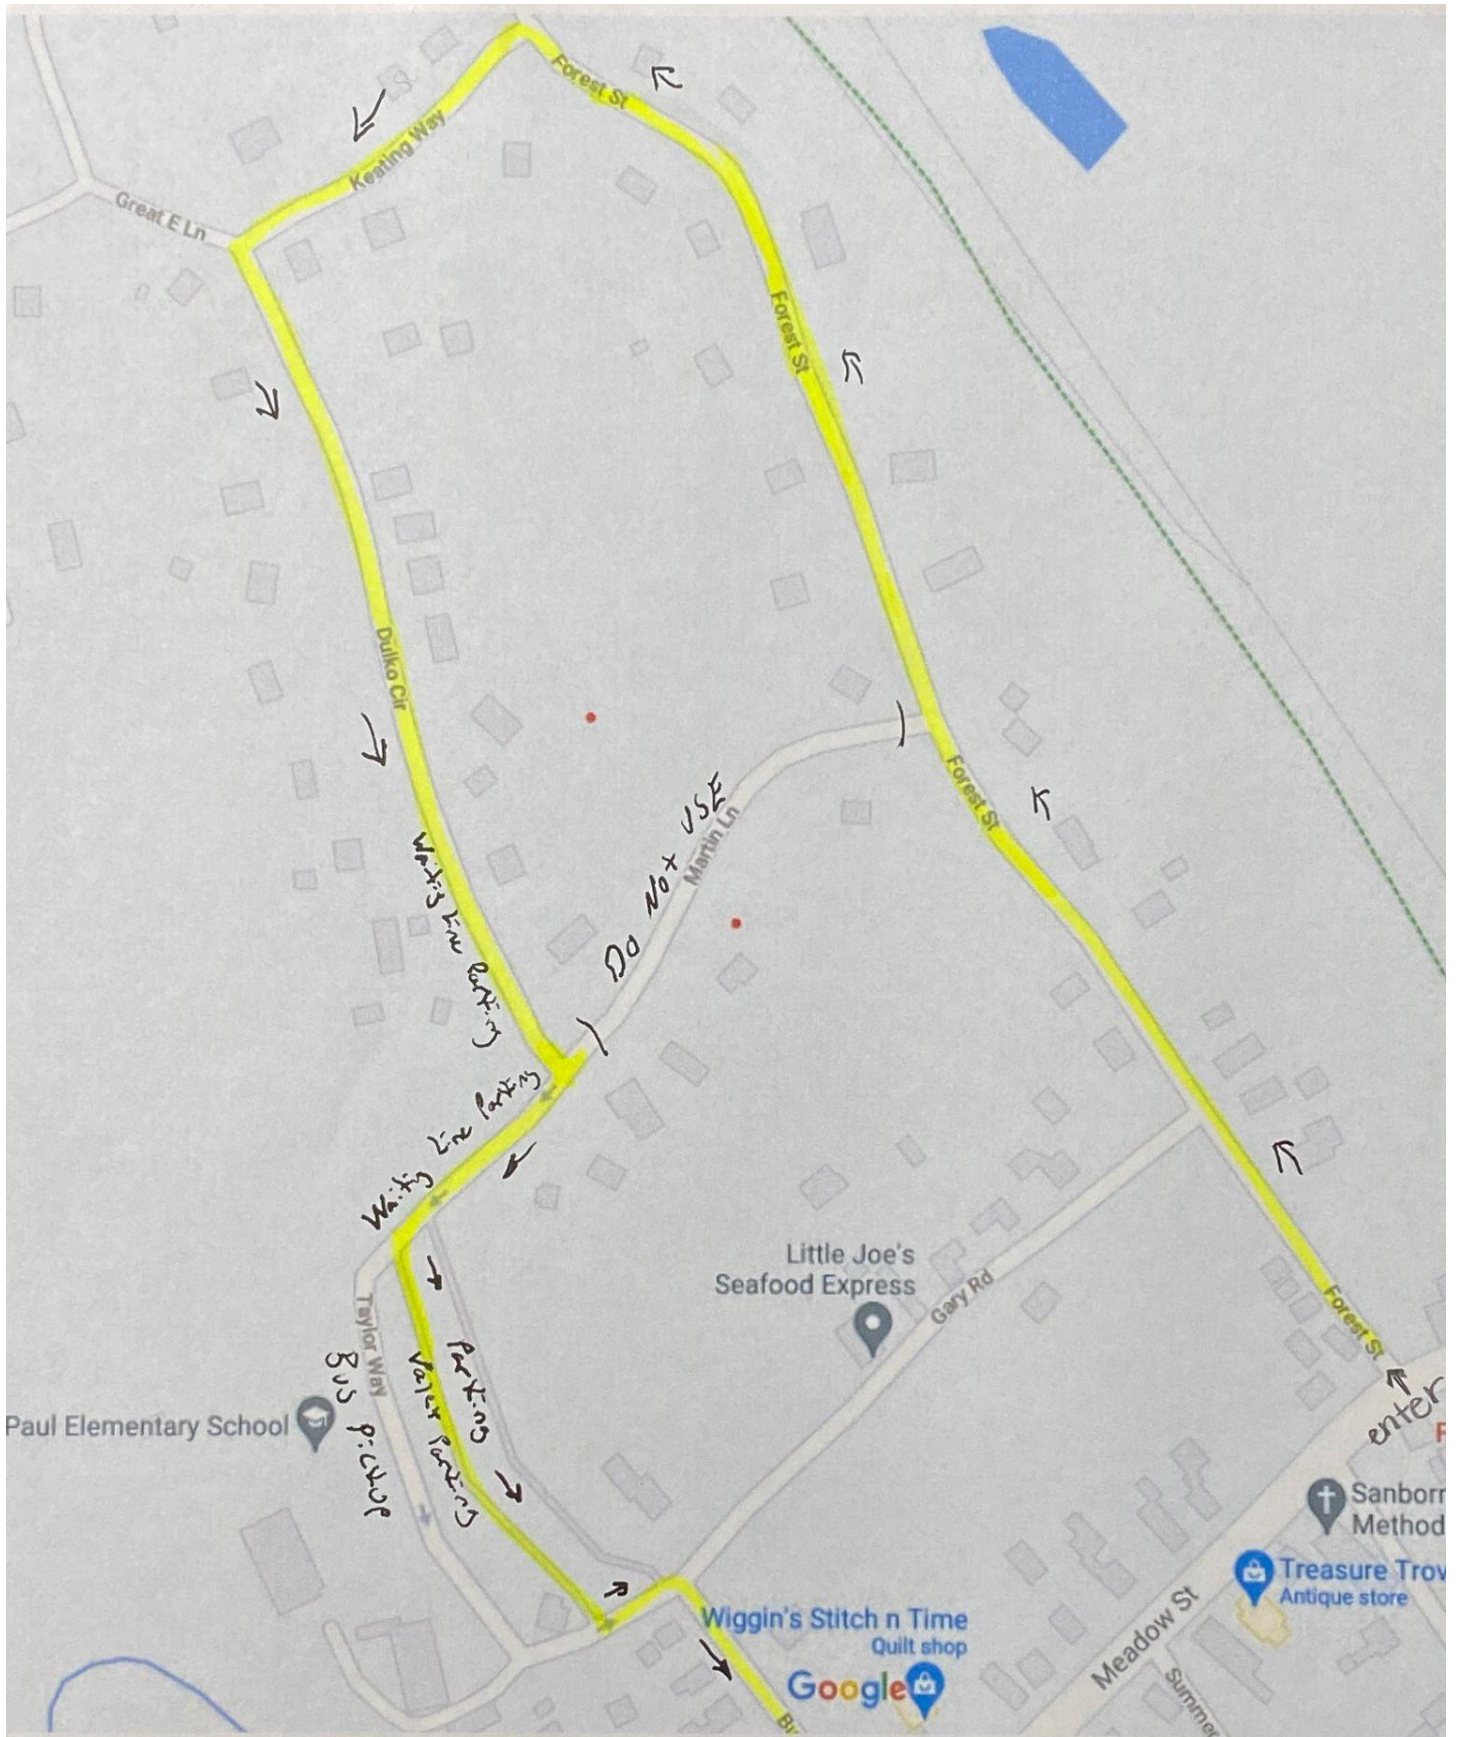 Forest St
Keating Way
Great E Ln
Forest St
Dulko Cir
DO NOT USE
Martin Ln
Forest St
Waiting Line Parking
Waiting Line Parking
Little Joe's
Seafood Express
Gary Rd
Forest St
enter
Taylor Way
Bus Pickup
Parking
Valet Parking
Paul Elementary School
Sanborn
Method
Treasure Trov
Antique store
Wiggin's Stitch n Time
Quilt shop
Google
Meadow St
Summer